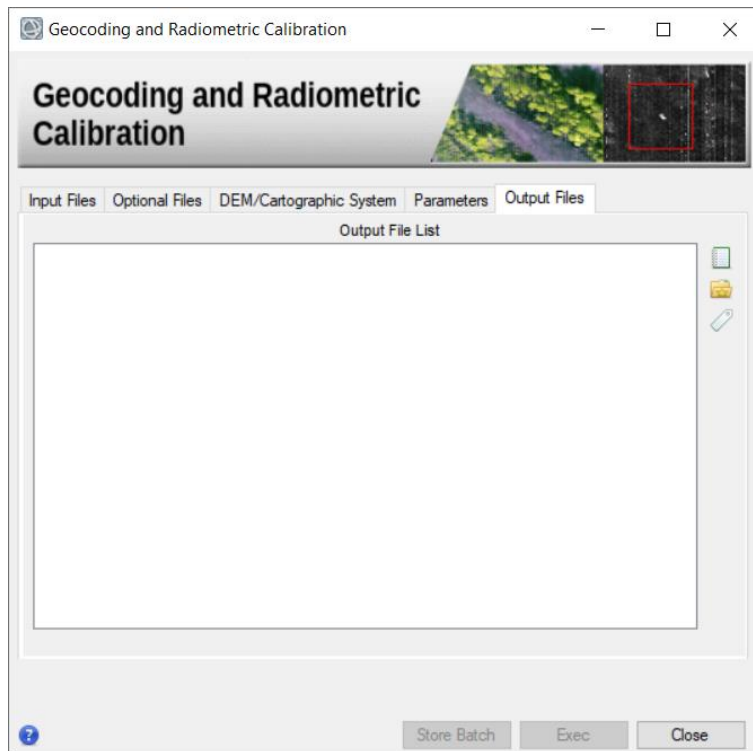 Geocoding and Radiometric Calibration
Geocoding and Radiometric
Calibration
Input Files Optional Files DEM/Cartographic System Parameters Output Files
Output File List
?
Store Batch Exec Close